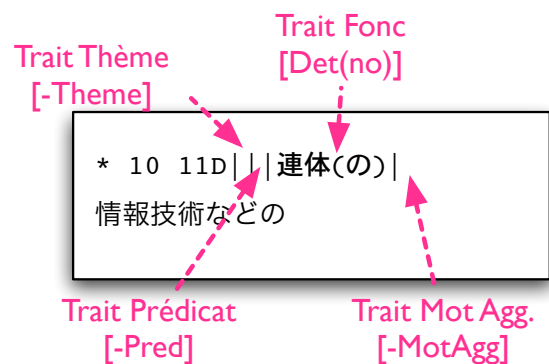 Trait Fonc
[Det(no)]
Trait Thème
[-Theme]
* 10 11D|||連体(の)|
情報技術などの
Trait Prédicat
[-Pred]
Trait Mot Agg.
[-MotAgg]